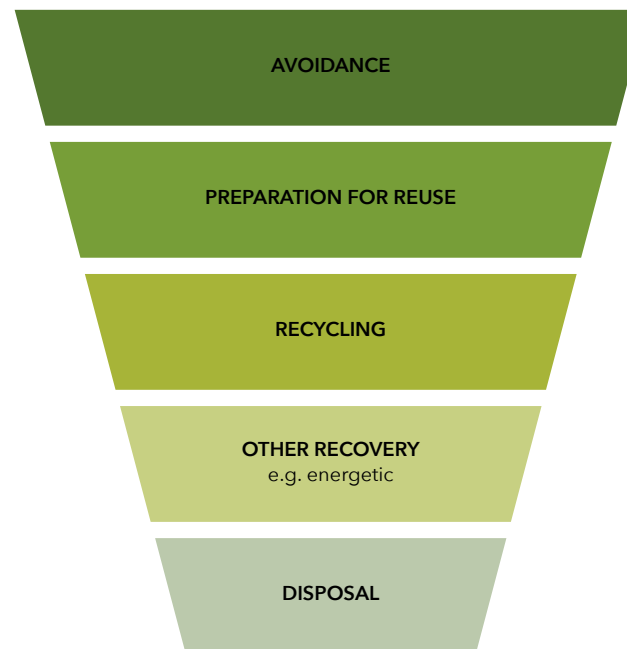 AVOIDANCE
PREPARATION FOR REUSE
RECYCLING
OTHER RECOVERY
e.g. energetic
DISPOSAL